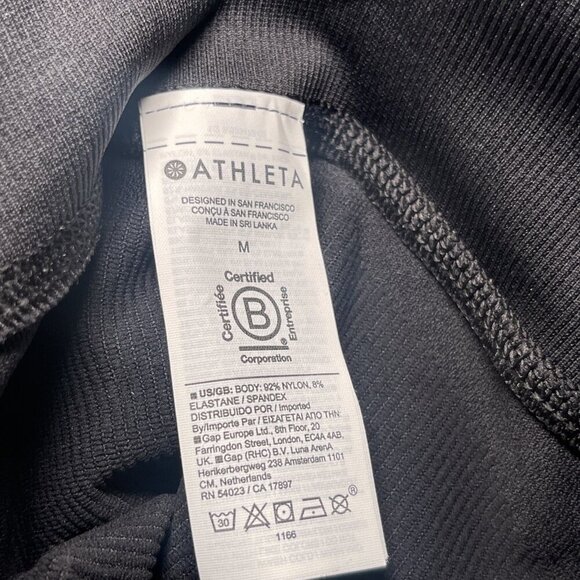 ATHLETA
DESIGNED IN SAN FRANCISCO
CONÇU À SAN FRANCISCO
MADE IN SRI LANKA
M
Certified
Certifiée
B
Entreprise
Corporation
US/GB: BODY: 92% NYLON, 8%
ELASTANE / SPANDEX
DISTRIBUIDO POR / Imported
By/Importe Par / ΕΙΣΑΓΕΤΑΙ ΑΠΟ ΤΗΝ:
Gap Europe Ltd., 8th Floor, 20
Farringdon Street, London, EC4A 4AB,
UK. Gap (RHC) B.V. Luna ArenA
Herikerbergweg 238 Amsterdam 1101
CM, Netherlands
RN 54023 / CA 17897
30 ®
1166